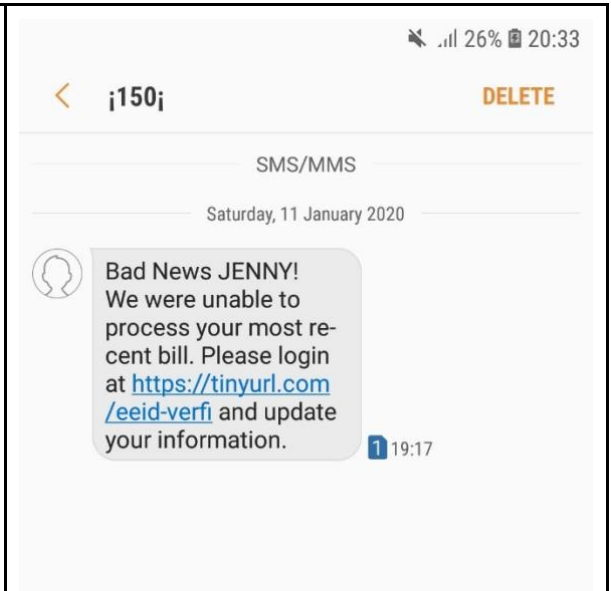 26% 20:33
¡150¡ DELETE
SMS/MMS
Saturday, 11 January 2020
Bad News JENNY!
We were unable to
process your most re-
cent bill. Please login
at https://tinyurl.com
/eeid-verfi and update
your information.
1 19:17